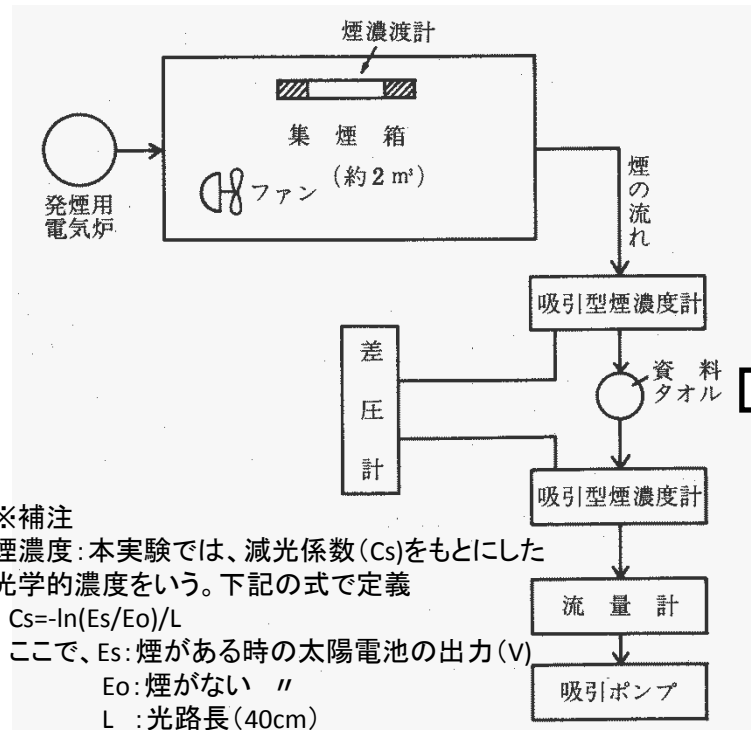 煙濃渡計
集煙箱
(約2m³)
ファン
発煙用
電気炉
煙の流れ
吸引型煙濃度計
差圧計
資料
タオル
吸引型煙濃度計
流量計
吸引ポンプ
※補注
煙濃度:本実験では、減光係数(Cs)をもとにした
光学的濃度をいう。下記の式で定義
Cs=-ln(Es/Eo)/L
ここで、Es:煙がある時の太陽電池の出力(V)
Eo:煙がない 〃
L :光路長(40cm)